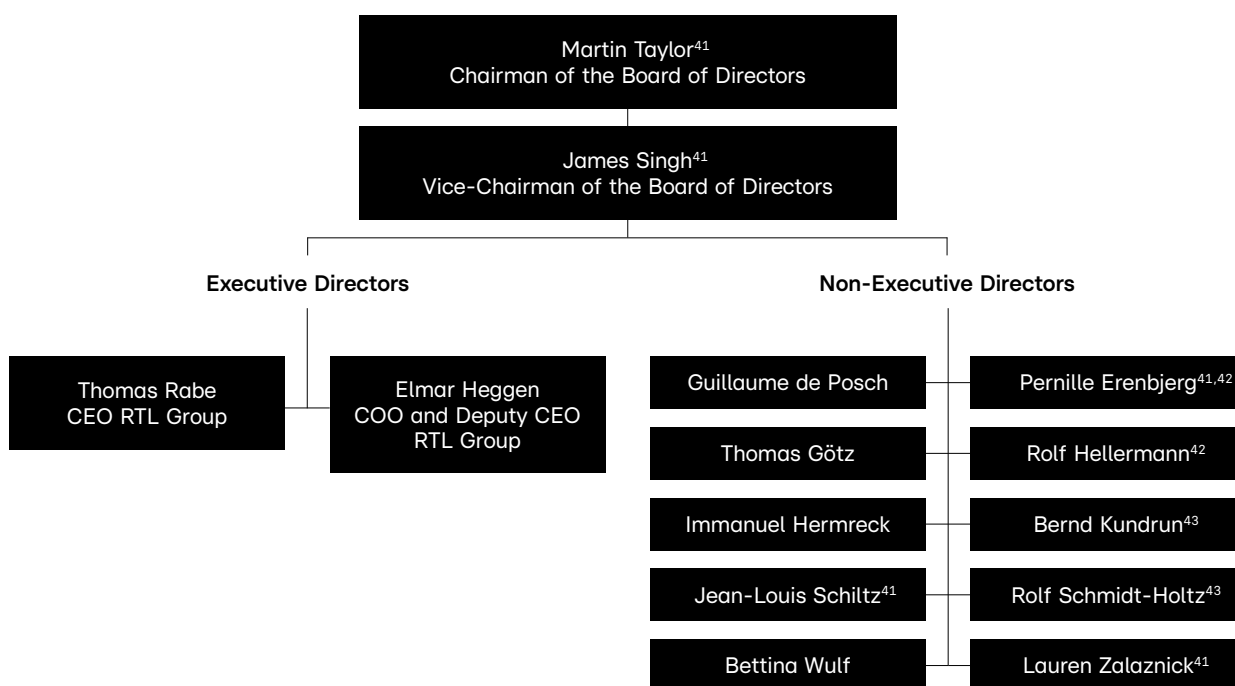 Martin Taylor⁴¹
Chairman of the Board of Directors
James Singh⁴¹
Vice-Chairman of the Board of Directors
Executive Directors
Non-Executive Directors
Thomas Rabe
CEO RTL Group
Elmar Heggen
COO and Deputy CEO
RTL Group
Guillaume de Posch
Pernille Erenbjerg⁴¹,⁴²
Thomas Götz
Rolf Hellermann⁴²
Immanuel Hermreck
Bernd Kundrun⁴³
Jean-Louis Schiltz⁴¹
Rolf Schmidt-Holtz⁴³
Bettina Wulf
Lauren Zalaznick⁴¹